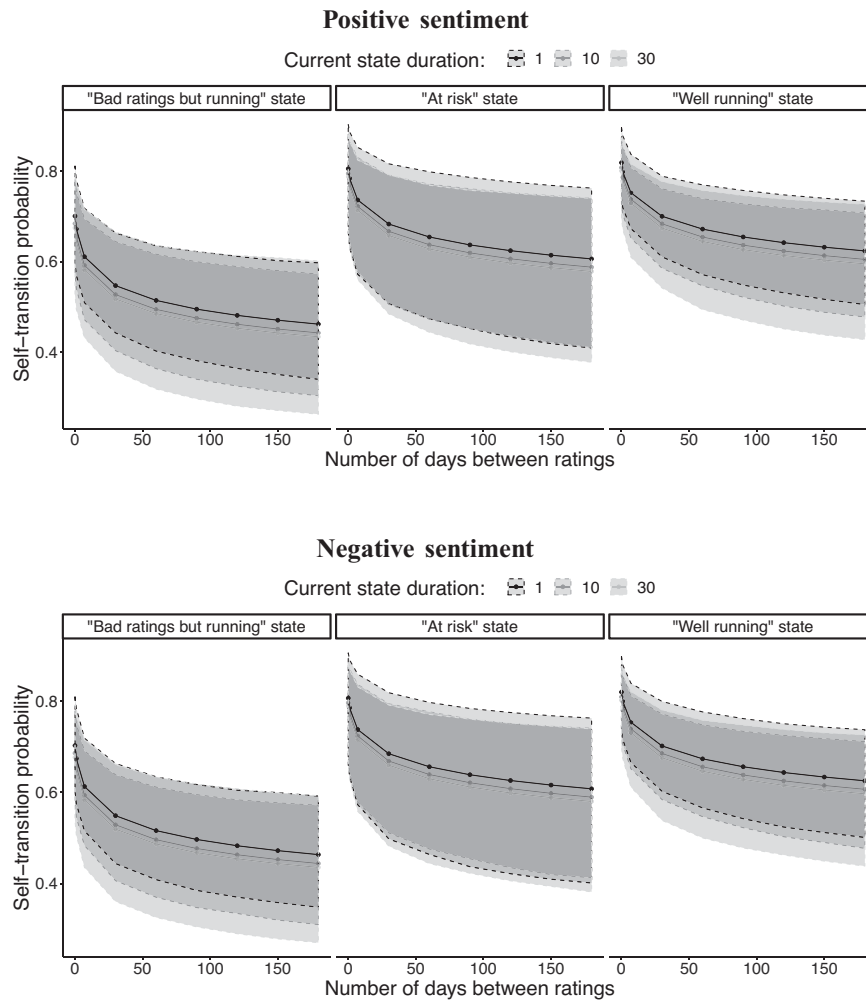 Positive sentiment
Current state duration: 1 10 30
"Bad ratings but running" state "At risk" state "Well running" state
Self−transition probability
0.8
0.6
0.4
0 50 100 150 0 50 100 150 0 50 100 150
Number of days between ratings
Negative sentiment
Current state duration: 1 10 30
"Bad ratings but running" state "At risk" state "Well running" state
Self−transition probability
0.8
0.6
0.4
0 50 100 150 0 50 100 150 0 50 100 150
Number of days between ratings